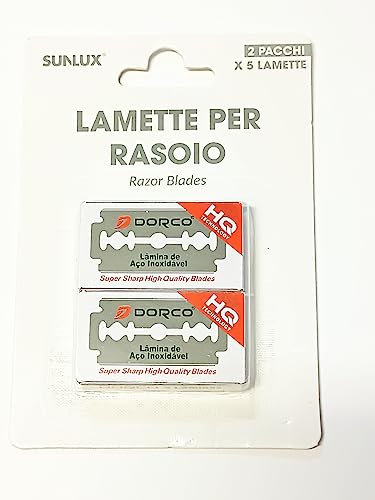 SUNLUX®
2 PACCHI
X 5 LAMETTE
LAMETTE PER
RASOIO
Razor Blades
DORCO®
HQ
TECHNOLOGY
Lâmina de
Aço Inoxidável
Super Sharp High Quality Blades
DORCO®
HQ
TECHNOLOGY
Lâmina de
Aço Inoxidável
Super Sharp High Quality Blades